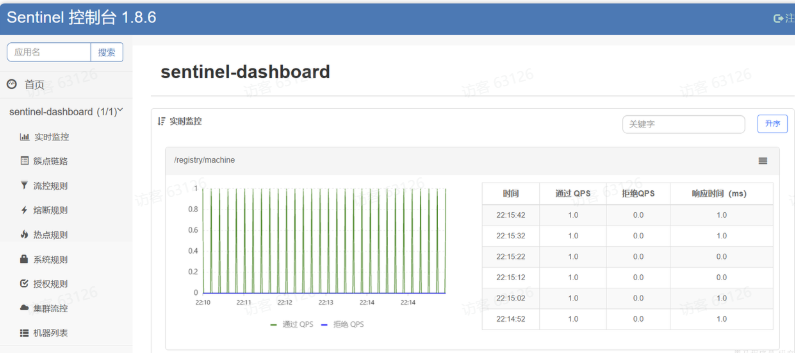 Sentinel 控制台 1.8.6
注
应用名 搜索
首页
sentinel-dashboard (1/1)
实时监控
簇点链路
流控规则
熔断规则
热点规则
系统规则
授权规则
集群流控
机器列表
sentinel-dashboard
实时监控 关键字 升序
/registry/machine
1
0.8
0.6
0.4
0.2
0
22:10 22:11 22:12 22:13 22:14 22:14
通过 QPS 拒绝 QPS
时间 通过 QPS 拒绝QPS 响应时间 (ms)
22:15:42 1.0 0.0 1.0
22:15:32 1.0 0.0 1.0
22:15:22 1.0 0.0 0.0
22:15:12 1.0 0.0 1.0
22:15:02 1.0 0.0 1.0
22:14:52 1.0 0.0 1.0
访客 63126